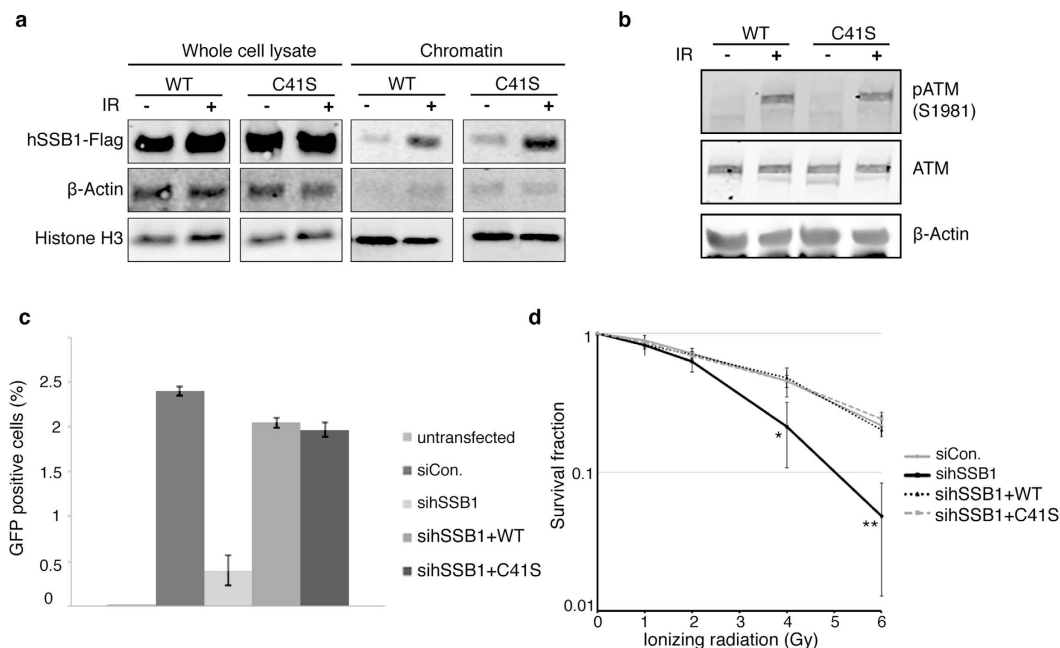 a
Whole cell lysate Chromatin
WT C41S WT C41S
IR - + - + - + - +
hSSB1-Flag
β-Actin
Histone H3
b
WT C41S
IR - + - +
pATM
(S1981)
ATM
β-Actin
c
GFP positive cells (%)
2.5
2
1.5
1
0.5
0
untransfected
siCon.
sihSSB1
sihSSB1+WT
sihSSB1+C41S
d
Survival fraction
1
0.1
0.01
* 
**
0 1 2 3 4 5 6
Ionizing radiation (Gy)
siCon.
sihSSB1
sihSSB1+WT
sihSSB1+C41S